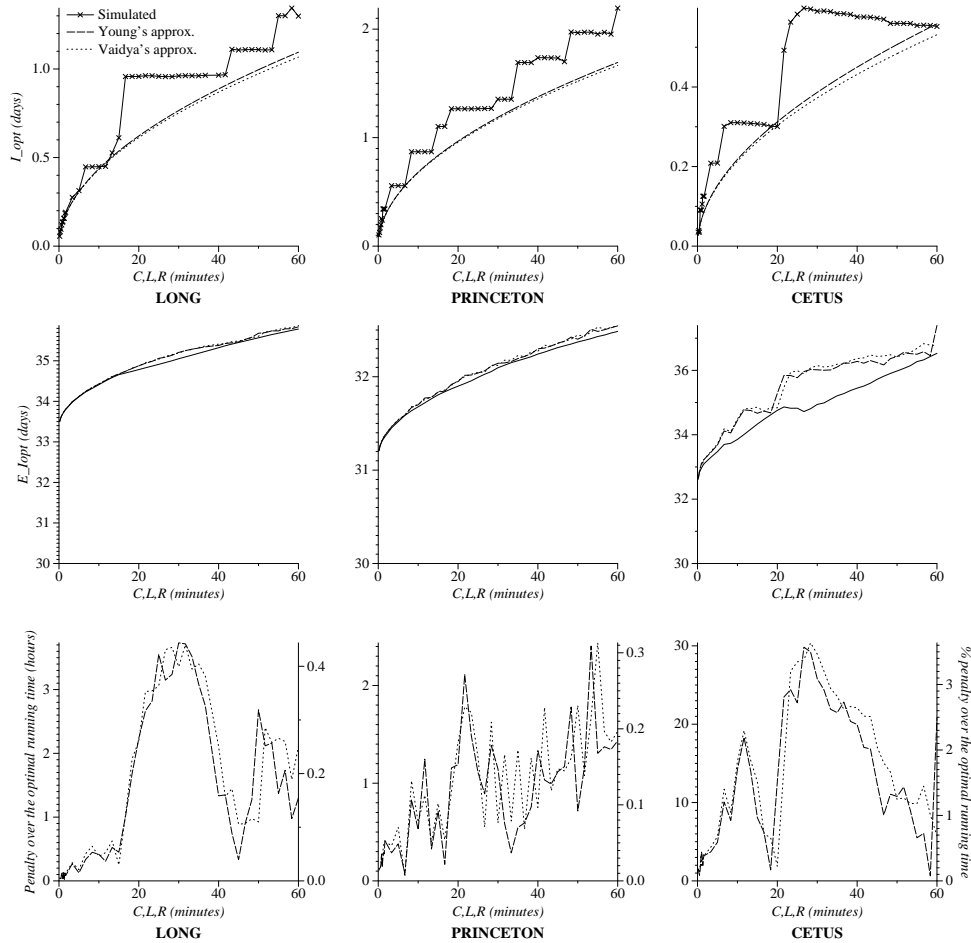 Simulated
Young's approx.
Vaidya's approx.
I_opt (days)
1.0
0.5
0.0
0 20 40 60
C,L,R (minutes)
LONG
2
1
0
0 20 40 60
C,L,R (minutes)
PRINCETON
0.4
0.2
0.0
0 20 40 60
C,L,R (minutes)
CETUS
E_Iopt (days)
35
34
33
32
31
30
0 20 40 60
C,L,R (minutes)
32
31
30
0 20 40 60
C,L,R (minutes)
36
34
32
30
0 20 40 60
C,L,R (minutes)
Penalty over the optimal running time (hours)
3
2
1
0
0.4
0.2
0.0
0 20 40 60
C,L,R (minutes)
LONG
2
1
0
0.3
0.2
0.1
0.0
0 20 40 60
C,L,R (minutes)
PRINCETON
30
20
10
0
3
2
1
0
% penalty over the optimal running time
0 20 40 60
C,L,R (minutes)
CETUS